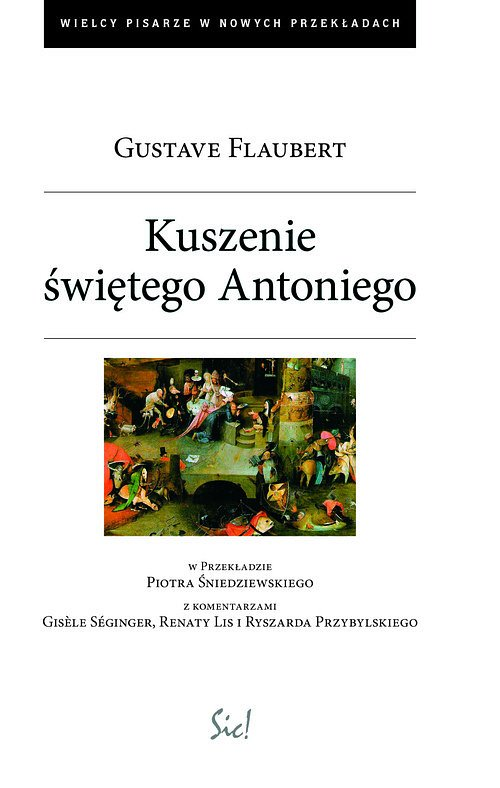 WIELCY PISARZE W NOWYCH PRZEKŁADACH
GUSTAVE FLAUBERT
Kuszenie
świętego Antoniego
W PRZEKŁADZIE
PIOTRA ŚNIEDZIEWSKIEGO
Z KOMENTARZAMI
GISÈLE SÉGINGER, RENATY LIS I RYSZARDA PRZYBYLSKIEGO
Sic!